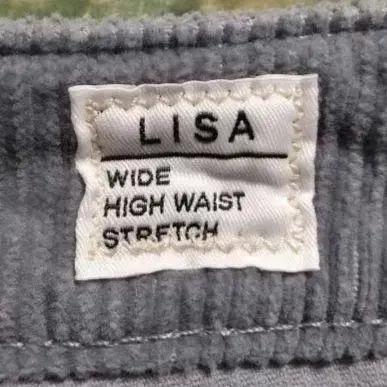 LISA
WIDE
HIGH WAIST
STRETCH